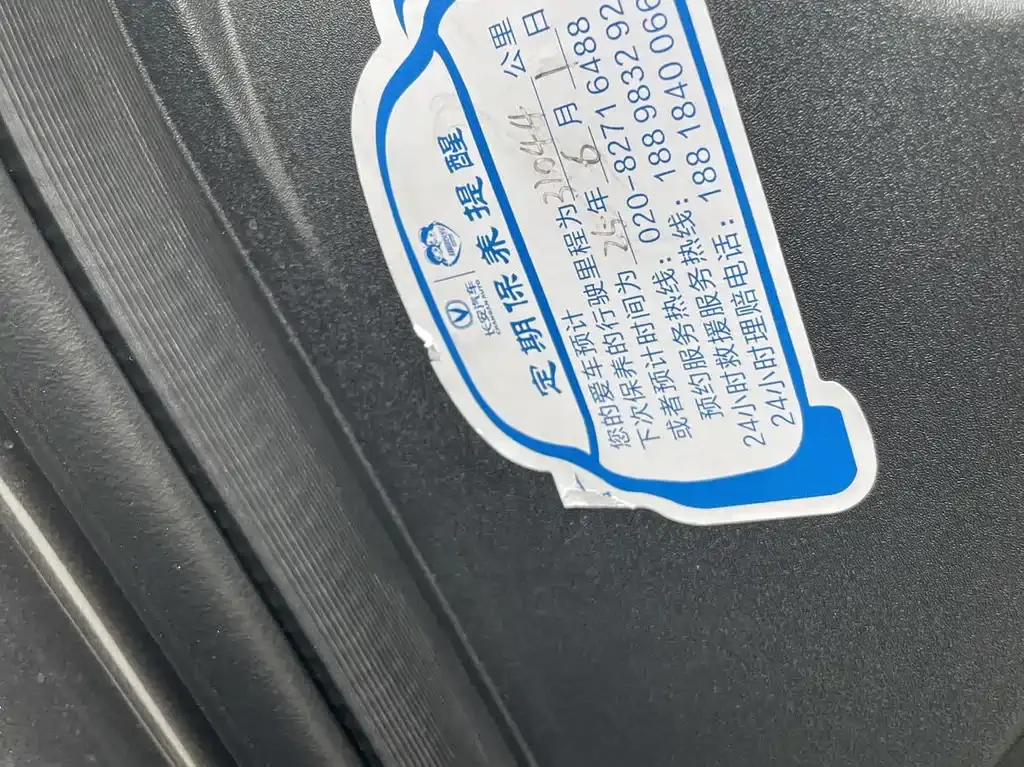 长安汽车
定期保养提醒
您的爱车预计
下次保养的行驶里程为31044公里
或者预计时间为 24年6月1日
预约服务热线：020-8271 6488
24小时救援服务热线：188 9832 92
24小时理赔电话：188 1840 066